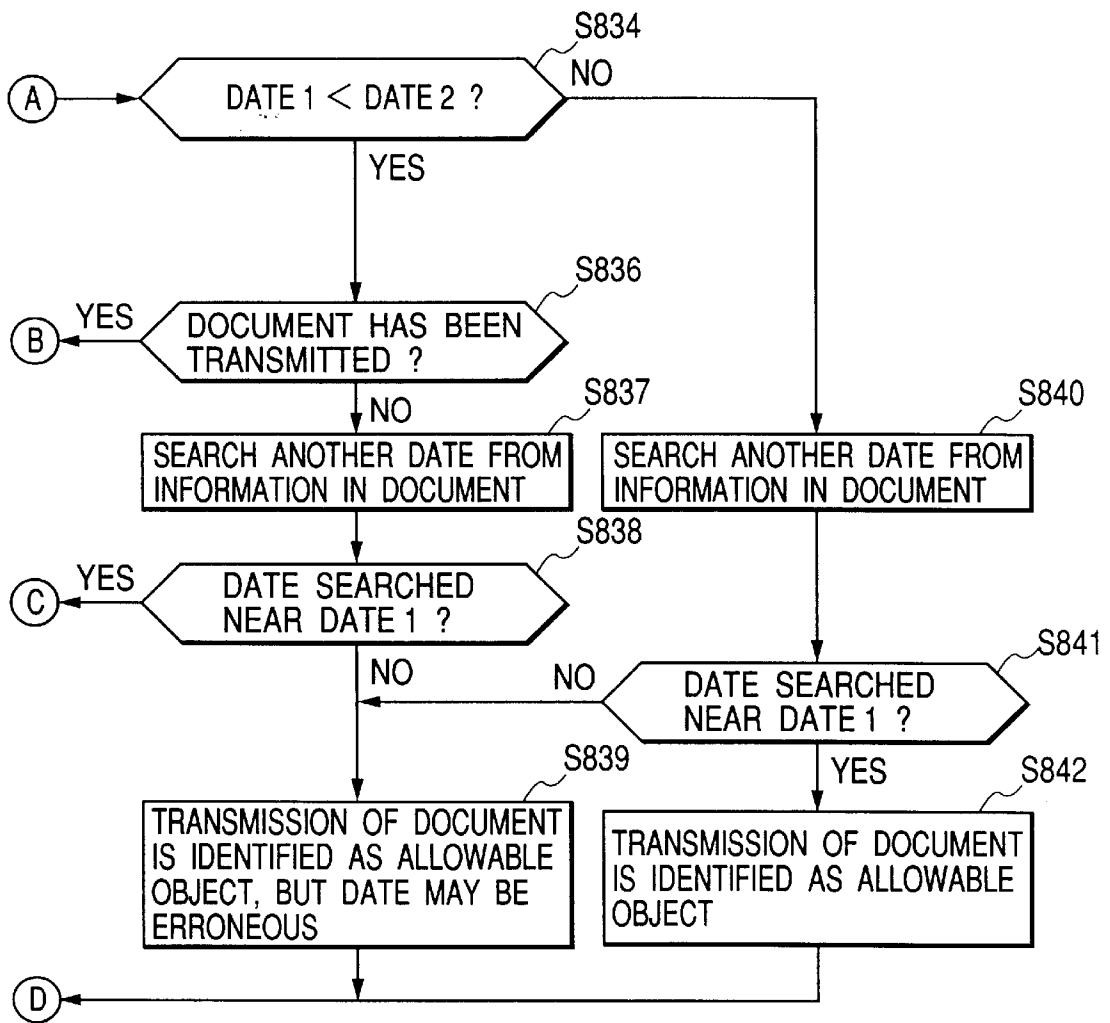 S834
A
DATE 1 < DATE 2 ?
NO
YES
S836
YES
B
DOCUMENT HAS BEEN
TRANSMITTED ?
NO
S837
S840
SEARCH ANOTHER DATE FROM
INFORMATION IN DOCUMENT
SEARCH ANOTHER DATE FROM
INFORMATION IN DOCUMENT
S838
YES
C
DATE SEARCHED
NEAR DATE 1 ?
NO
S841
NO
DATE SEARCHED
NEAR DATE 1 ?
YES
S839
S842
TRANSMISSION OF DOCUMENT
IS IDENTIFIED AS ALLOWABLE
OBJECT, BUT DATE MAY BE
ERRONEOUS
TRANSMISSION OF DOCUMENT
IS IDENTIFIED AS ALLOWABLE
OBJECT
D